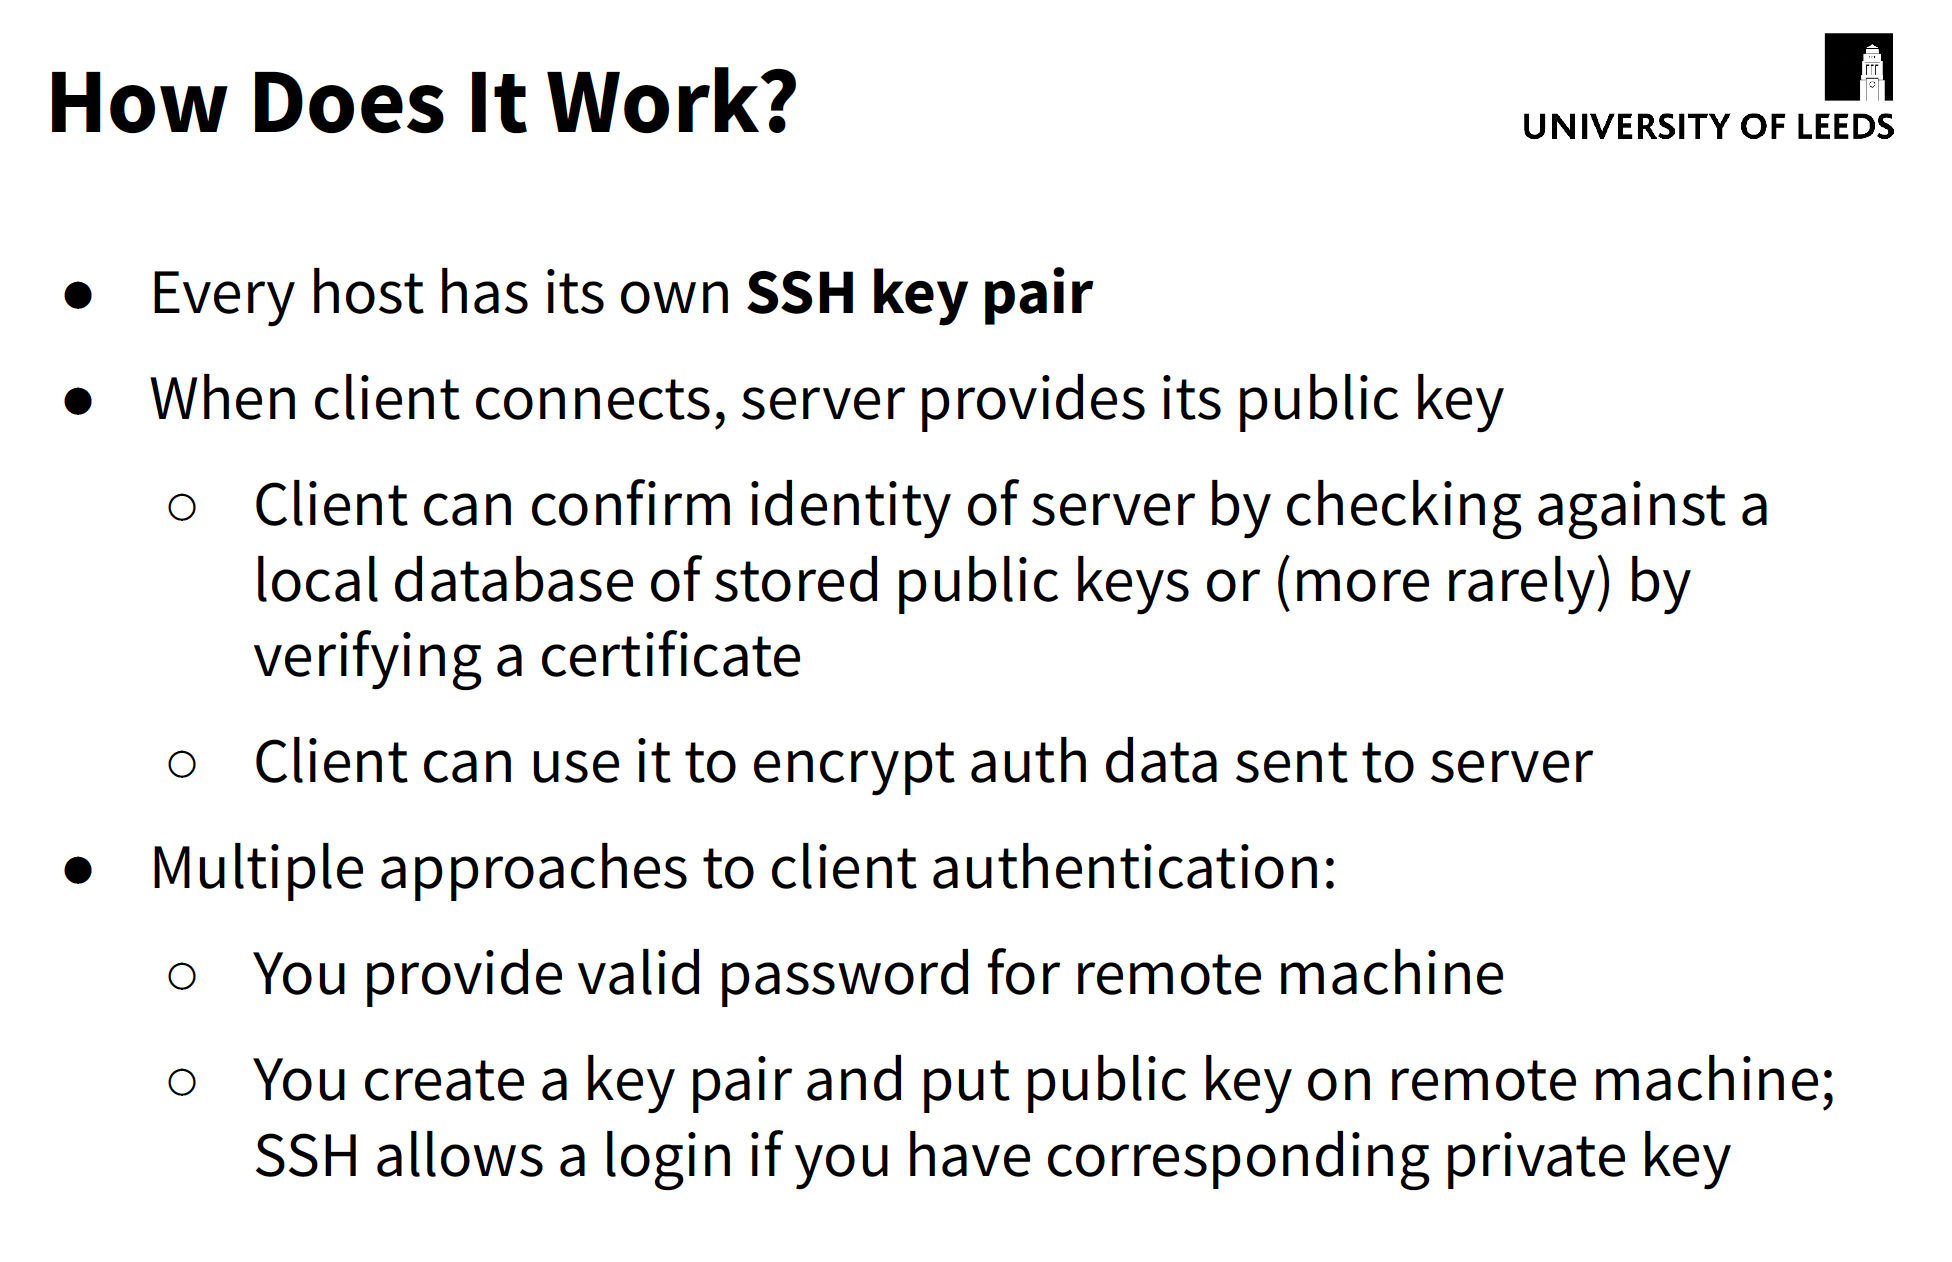 How Does It Work?
UNIVERSITY OF LEEDS
● Every host has its own SSH key pair
● When client connects, server provides its public key
○ Client can confirm identity of server by checking against a
local database of stored public keys or (more rarely) by
verifying a certificate
○ Client can use it to encrypt auth data sent to server
● Multiple approaches to client authentication:
○ You provide valid password for remote machine
○ You create a key pair and put public key on remote machine;
SSH allows a login if you have corresponding private key